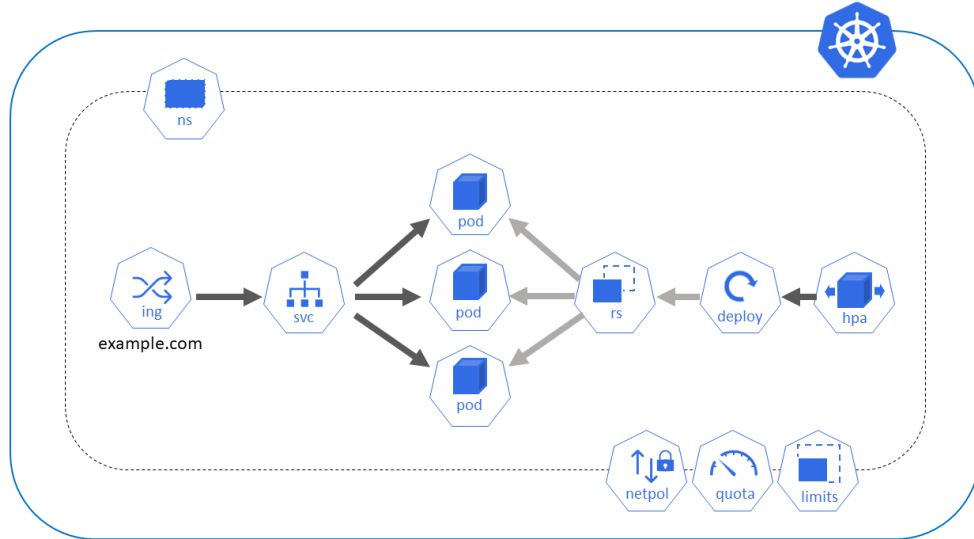 ns
pod
ing
svc
pod
rs
deploy
hpa
example.com
pod
netpol
quota
limits